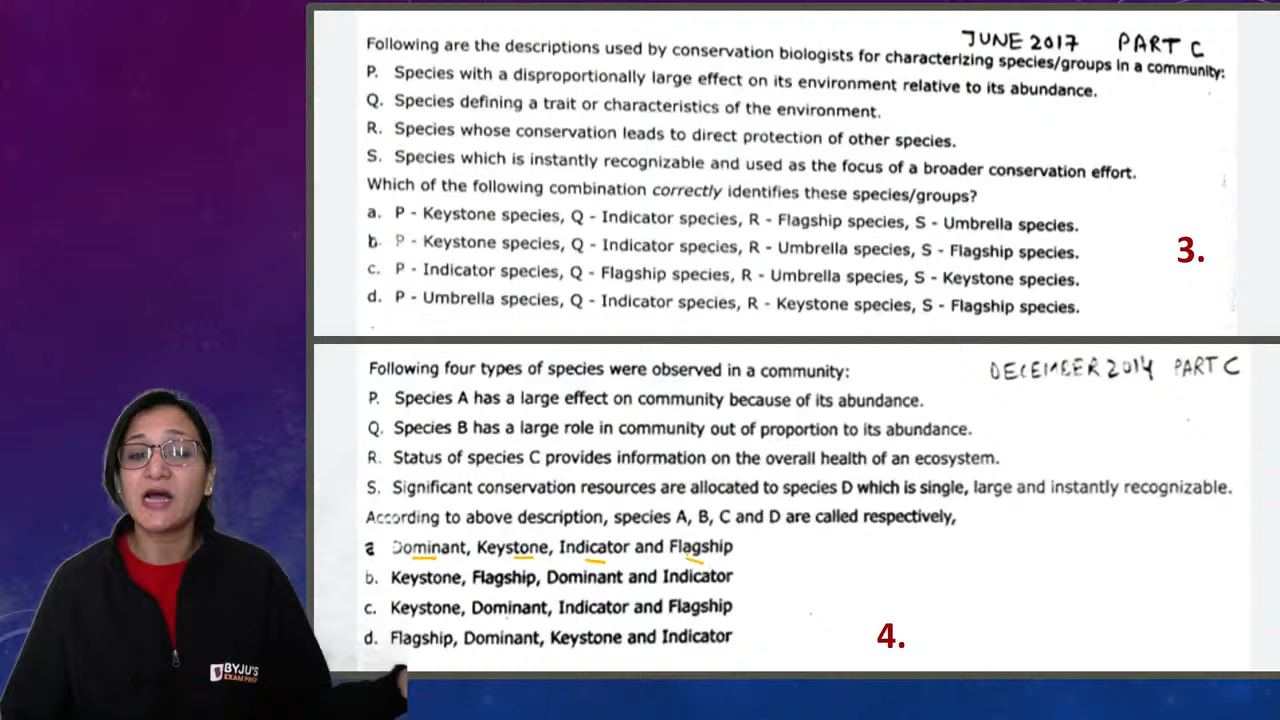 JUNE 2017 PART C
Following are the descriptions used by conservation biologists for characterizing species/groups in a community:
P. Species with a disproportionally large effect on its environment relative to its abundance.
Q. Species defining a trait or characteristics of the environment.
R. Species whose conservation leads to direct protection of other species.
S. Species which is instantly recognizable and used as the focus of a broader conservation effort.
Which of the following combination correctly identifies these species/groups?
a. P - Keystone species, Q - Indicator species, R - Flagship species, S - Umbrella species.
b. P - Keystone species, Q - Indicator species, R - Umbrella species, S - Flagship species.
3.
c. P - Indicator species, Q - Flagship species, R - Umbrella species, S - Keystone species.
d. P - Umbrella species, Q - Indicator species, R - Keystone species, S - Flagship species.
Following four types of species were observed in a community:
DECEMBER 2014 PART C
P. Species A has a large effect on community because of its abundance.
Q. Species B has a large role in community out of proportion to its abundance.
R. Status of species C provides information on the overall health of an ecosystem.
S. Significant conservation resources are allocated to species D which is single, large and instantly recognizable.
According to above description, species A, B, C and D are called respectively,
a Dominant, Keystone, Indicator and Flagship
b. Keystone, Flagship, Dominant and Indicator
c. Keystone, Dominant, Indicator and Flagship
d. Flagship, Dominant, Keystone and Indicator
4.
BYJU'S
EXAM PREP